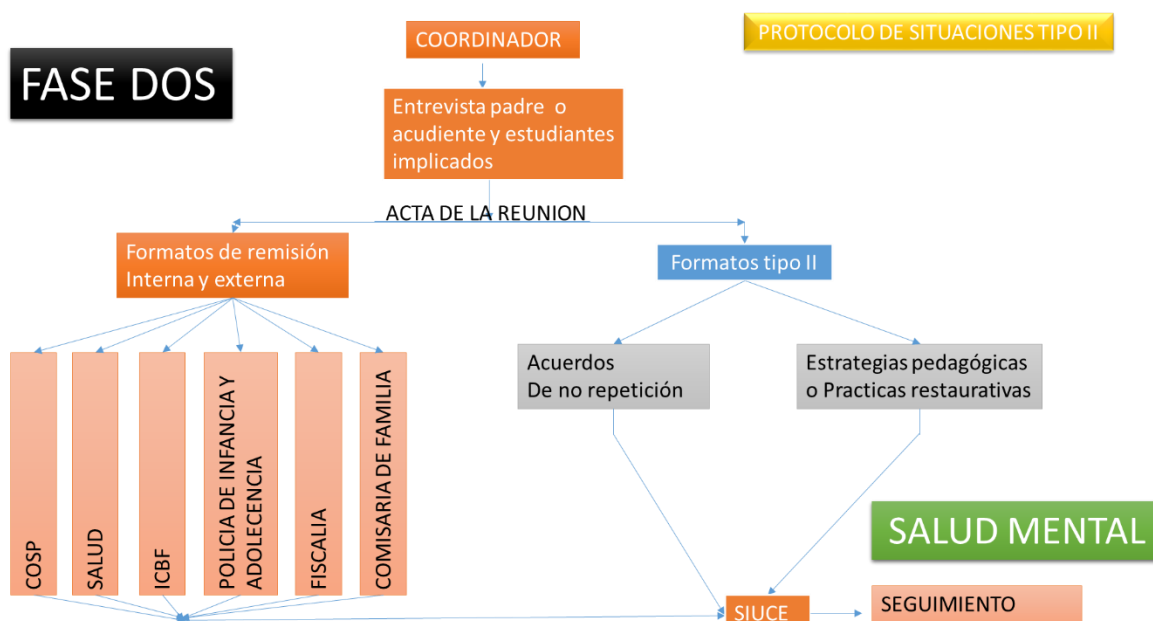 COORDINADOR
PROTOCOLO DE SITUACIONES TIPO II
FASE DOS
Entrevista padre o
acudiente y estudiantes
implicados
ACTA DE LA REUNION
Formatos de remisión
Interna y externa
Formatos tipo II
COSP
SALUD
ICBF
POLICIA DE INFANCIA Y
ADOLECENCIA
FISCALIA
COMISARIA DE FAMILIA
Acuerdos
De no repetición
Estrategias pedagógicas
o Practicas restaurativas
SALUD MENTAL
SIUCE
SEGUIMIENTO